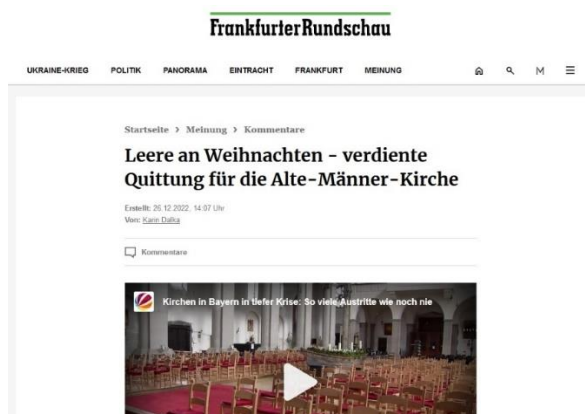 FrankfurterRundschau
UKRAINE-KRIEG POLITIK PANORAMA EINTRACHT FRANKFURT MEINUNG M
Startseite > Meinung > Kommentare
Leere an Weihnachten – verdiente
Quittung für die Alte-Männer-Kirche
Erstellt: 26.12.2022, 14:07 Uhr
Von: Karin Dalka
Kommentare
Kirchen in Bayern in tiefer Krise: So viele Austritte wie noch nie